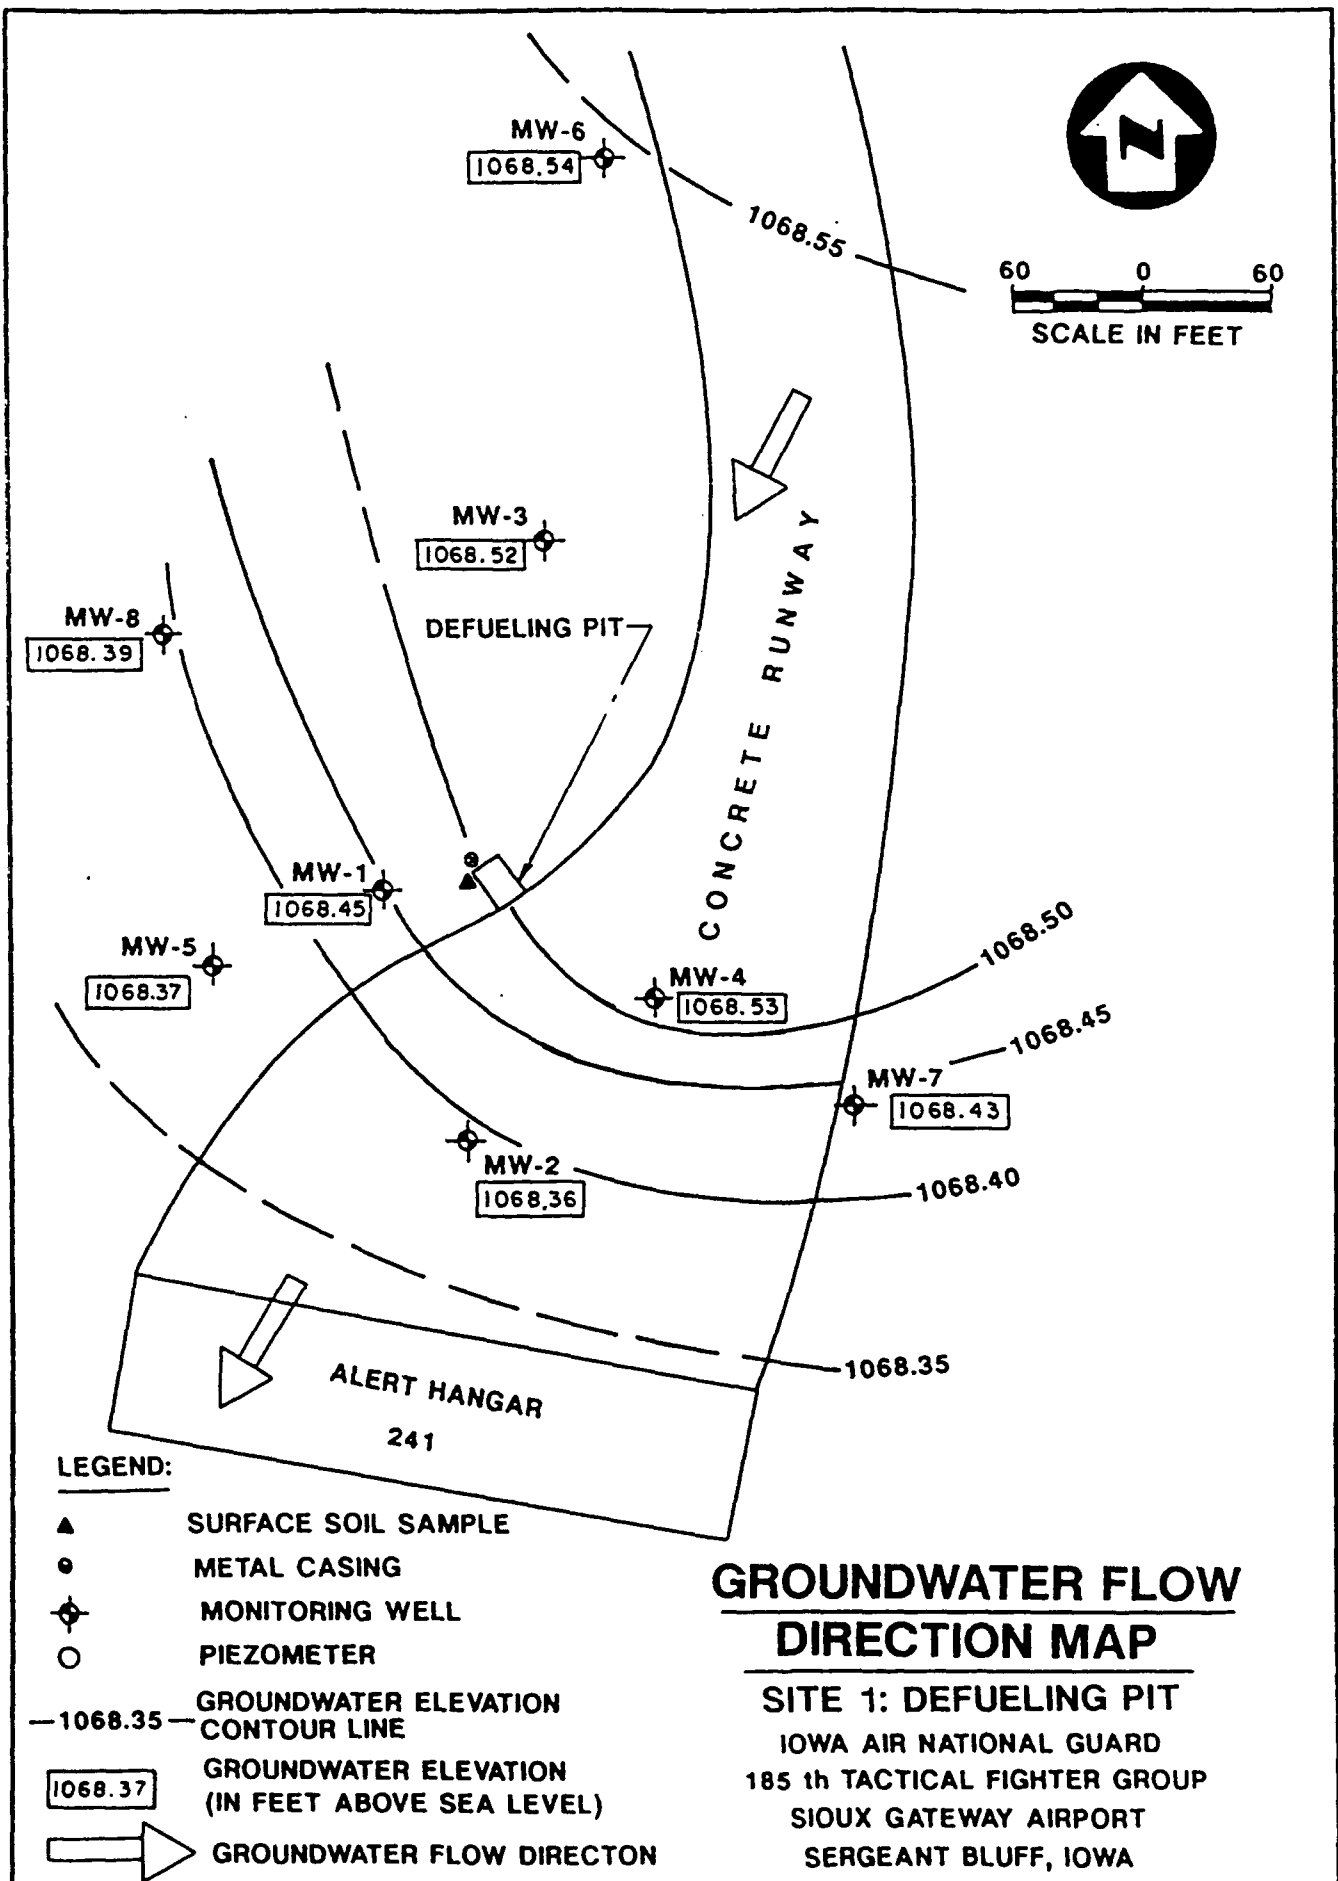 MW-6
1068.54
N
1068.55
60 0 60
SCALE IN FEET
MW-3
1068.52
MW-8
1068.39
DEFUELING PIT
CONCRETE RUNWAY
MW-1
1068.45
MW-5
1068.37
MW-4
1068.53
1068.50
1068.45
MW-7
1068.43
MW-2
1068.36
1068.40
1068.35
ALERT HANGAR
241
LEGEND:
SURFACE SOIL SAMPLE
METAL CASING
MONITORING WELL
PIEZOMETER
1068.35
GROUNDWATER ELEVATION
CONTOUR LINE
1068.37
GROUNDWATER ELEVATION
(IN FEET ABOVE SEA LEVEL)
GROUNDWATER FLOW DIRECTON
GROUNDWATER FLOW
DIRECTION MAP
SITE 1: DEFUELING PIT
IOWA AIR NATIONAL GUARD
185 th TACTICAL FIGHTER GROUP
SIOUX GATEWAY AIRPORT
SERGEANT BLUFF, IOWA